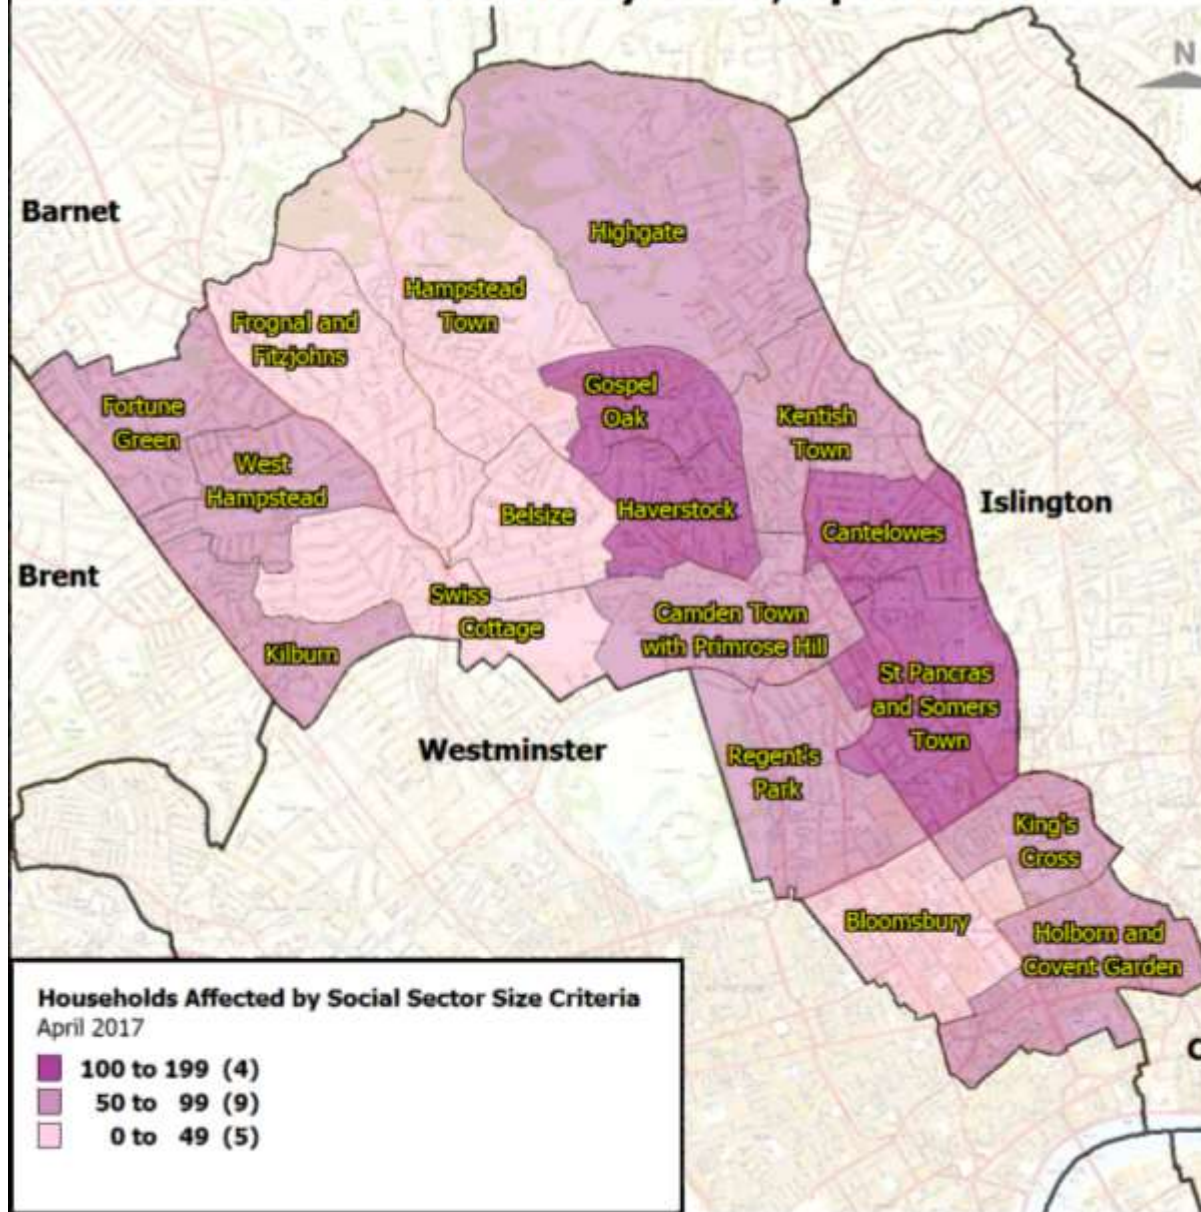 N
Barnet
Highgate
Hampstead
Town
Frognal and
Fitzjohns
Gospel
Oak
Fortune
Green
Kentish
Town
West
Hampstead
Islington
Belsize
Haverstock
Cantelowes
Brent
Swiss
Cottage
Camden Town
with Primrose Hill
Kilburn
St Pancras
and Somers
Town
Westminster
Regent's
Park
King's
Cross
Bloomsbury
Holborn and
Covent Garden
Households Affected by Social Sector Size Criteria
April 2017
100 to 199 (4)
50 to 99 (9)
0 to 49 (5)